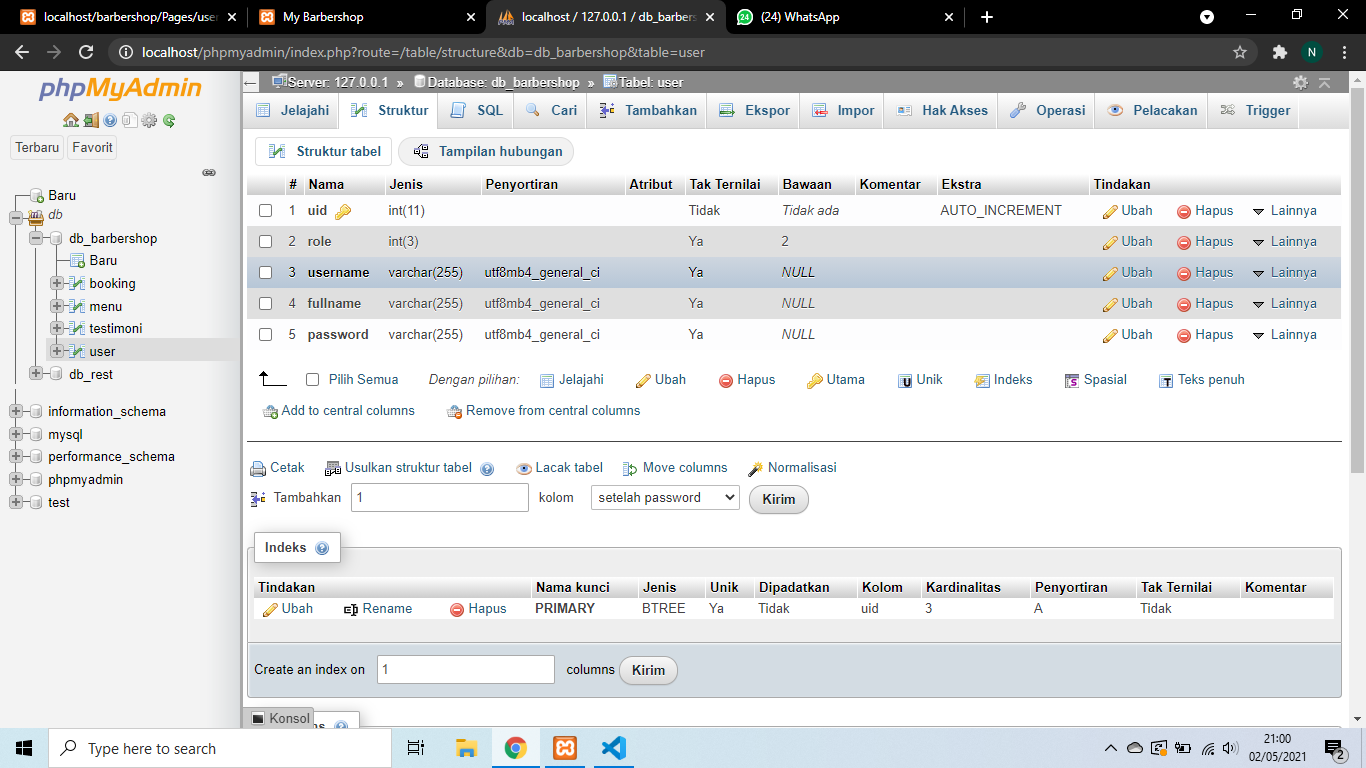 localhost/barbershop/Pages/user
My Barbershop
localhost / 127.0.0.1 / db_barbers
(24) WhatsApp
localhost/phpmyadmin/index.php?route=/table/structure&db=db_barbershop&table=user
N
phpMyAdmin
Terbaru Favorit
Baru
db
db_barbershop
Baru
booking
menu
testimoni
user
db_rest
information_schema
mysql
performance_schema
phpmyadmin
test
Server: 127.0.0.1 » Database: db_barbershop » Tabel: user
Jelajahi Struktur SQL Cari Tambahkan Ekspor Impor Hak Akses Operasi Pelacakan Trigger
Struktur tabel Tampilan hubungan
# Nama Jenis Penyortiran Atribut Tak Ternilai Bawaan Komentar Ekstra Tindakan
1 uid int(11) Tidak Tidak ada AUTO_INCREMENT Ubah Hapus Lainnya
2 role int(3) Ya 2 Ubah Hapus Lainnya
3 username varchar(255) utf8mb4_general_ci Ya NULL Ubah Hapus Lainnya
4 fullname varchar(255) utf8mb4_general_ci Ya NULL Ubah Hapus Lainnya
5 password varchar(255) utf8mb4_general_ci Ya NULL Ubah Hapus Lainnya
Pilih Semua Dengan pilihan: Jelajahi Ubah Hapus Utama Unik Indeks Spasial Teks penuh
Add to central columns Remove from central columns
Cetak Usulkan struktur tabel Lacak tabel Move columns Normalisasi
Tambahkan 1 kolom setelah password Kirim
Indeks
Tindakan Nama kunci Jenis Unik Dipadatkan Kolom Kardinalitas Penyortiran Tak Ternilai Komentar
Ubah Rename Hapus PRIMARY BTREE Ya Tidak uid 3 A Tidak
Create an index on 1 columns Kirim
Konsol
Type here to search
21:00
02/05/2021
2